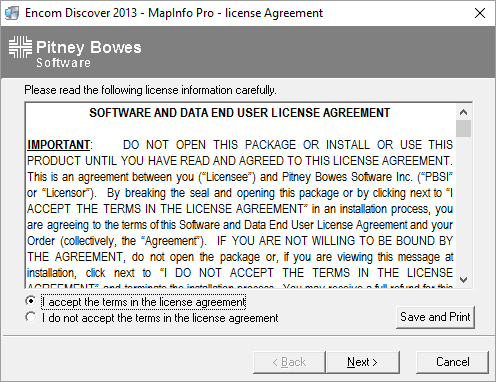 Encom Discover 2013 - MapInfo Pro - license Agreement
Pitney Bowes
Software
Please read the following license information carefully.
SOFTWARE AND DATA END USER LICENSE AGREEMENT
IMPORTANT: DO NOT OPEN THIS PACKAGE OR INSTALL OR USE THIS
PRODUCT UNTIL YOU HAVE READ AND AGREED TO THIS LICENSE AGREEMENT.
This is an agreement between you (“Licensee”) and Pitney Bowes Software Inc. (“PBSI”
or “Licensor”). By breaking the seal and opening this package or by clicking next to “I
ACCEPT THE TERMS IN THE LICENSE AGREEMENT” in an installation process, you
are agreeing to the terms of this Software and Data End User License Agreement and your
Order (collectively, the “Agreement”). IF YOU ARE NOT WILLING TO BE BOUND BY
THE AGREEMENT, do not open the package or, if you are viewing this message at
installation, click next to “I DO NOT ACCEPT THE TERMS IN THE LICENSE
AGREEMENT” and terminate the installation process. You may receive a full refund for this
I accept the terms in the license agreement
I do not accept the terms in the license agreement
Save and Print
< Back
Next >
Cancel